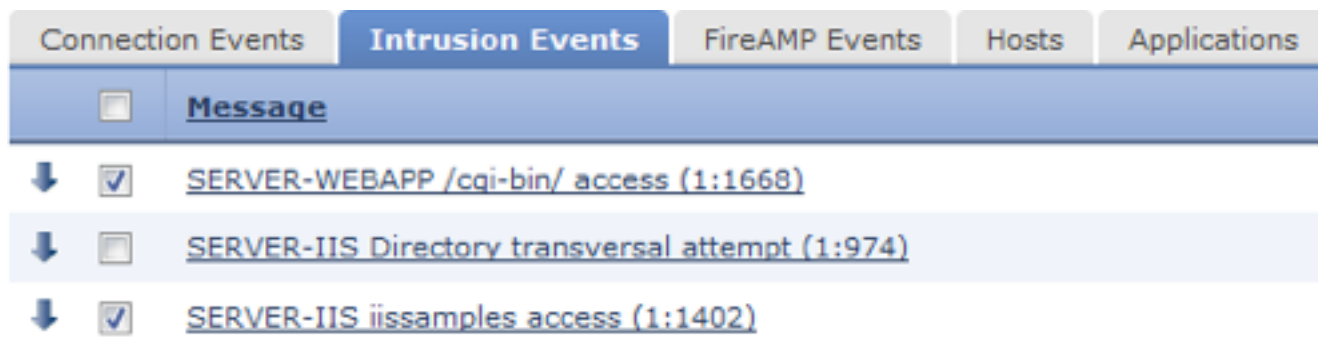 Connection Events Intrusion Events FireAMP Events Hosts Applications
Message
SERVER-WEBAPP /cgi-bin/ access (1:1668)
SERVER-IIS Directory transversal attempt (1:974)
SERVER-IIS iissamples access (1:1402)